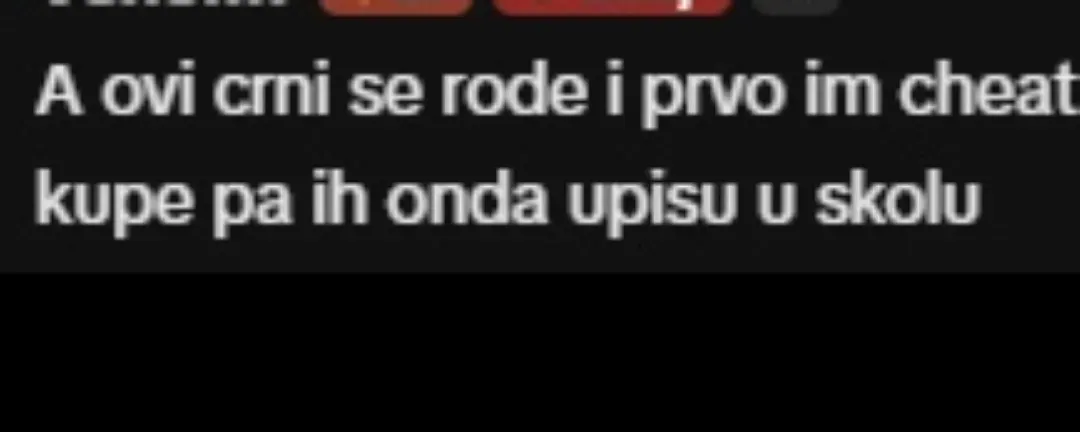 A ovi crni se rode i prvo im cheat
kupe pa ih onda upisu u skolu